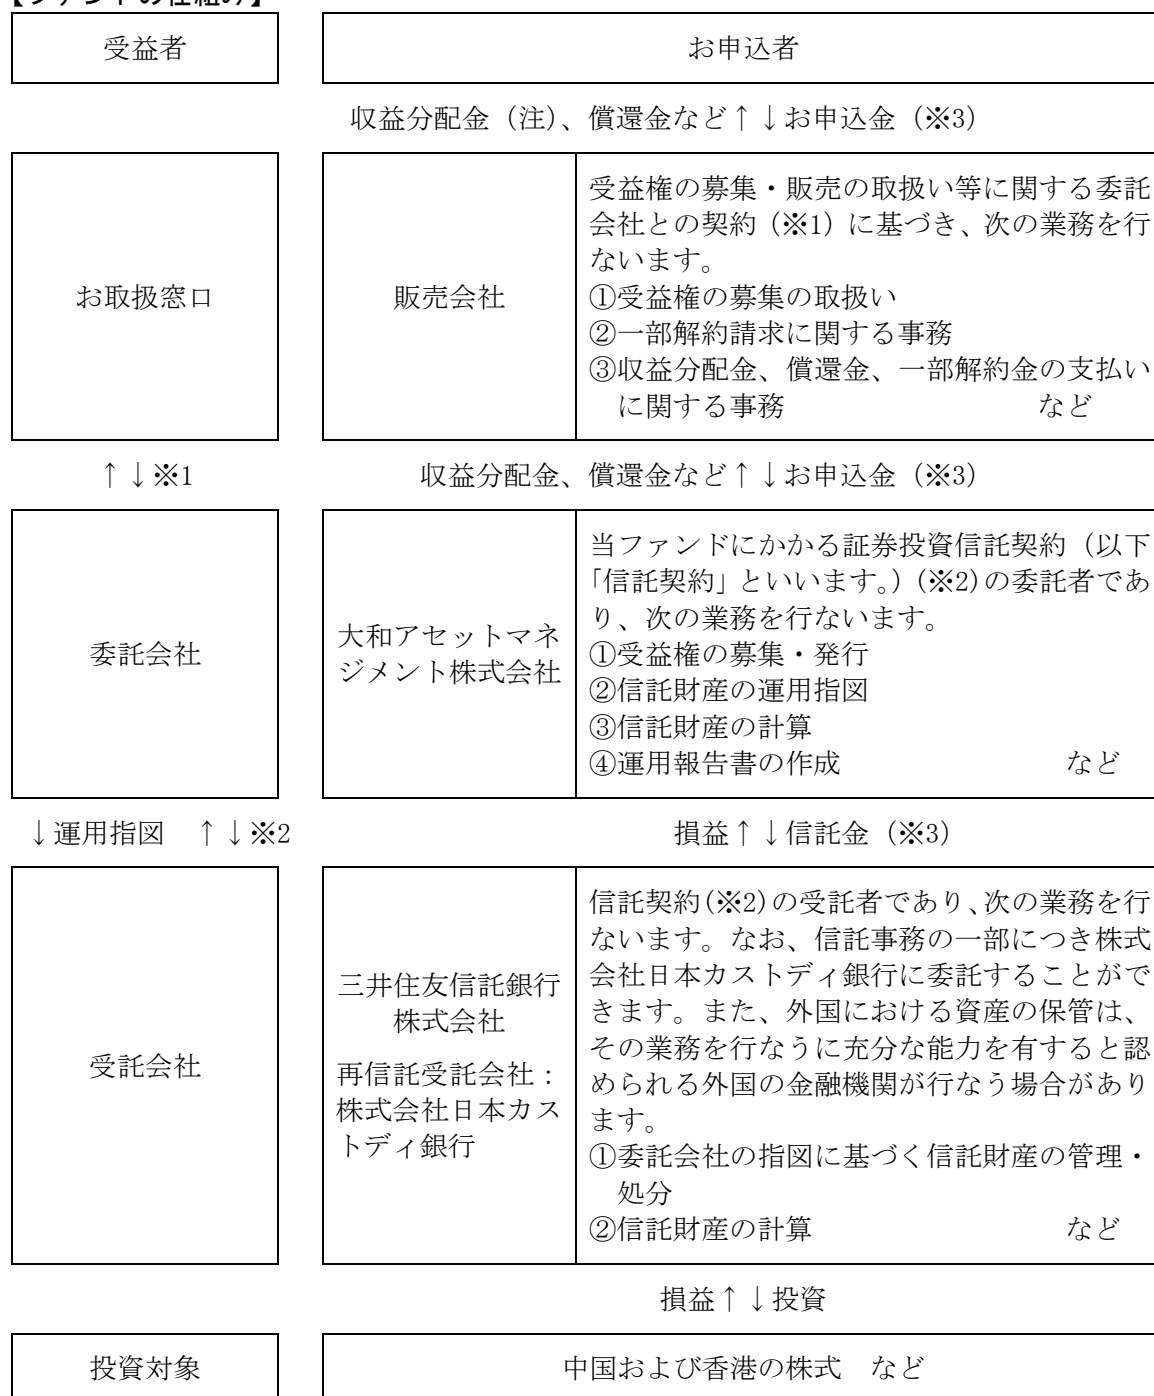 【ファンドの仕組み】
受益者
お申込者
収益分配金（注）、償還金など↑↓お申込金（※3）
お取扱窓口
販売会社
受益権の募集・販売の取扱い等に関する委託
会社との契約（※1）に基づき、次の業務を行
ないます。
①受益権の募集の取扱い
②一部解約請求に関する事務
③収益分配金、償還金、一部解約金の支払い
に関する事務 など
↑↓※1
収益分配金、償還金など↑↓お申込金（※3）
委託会社
大和アセットマネ
ジメント株式会社
当ファンドにかかる証券投資信託契約（以下
「信託契約」といいます。）（※2）の委託者であ
り、次の業務を行ないます。
①受益権の募集・発行
②信託財産の運用指図
③信託財産の計算
④運用報告書の作成 など
↓運用指図 ↑↓※2
損益↑↓信託金（※3）
受託会社
三井住友信託銀行
株式会社
再信託受託会社：
株式会社日本カス
トディ銀行
信託契約（※2）の受託者であり、次の業務を行
ないます。なお、信託事務の一部につき株式
会社日本カストディ銀行に委託することがで
きます。また、外国における資産の保管は、
その業務を行なうに充分な能力を有すると認
められる外国の金融機関が行なう場合があり
ます。
①委託会社の指図に基づく信託財産の管理・
処分
②信託財産の計算 など
損益↑↓投資
投資対象
中国および香港の株式 など